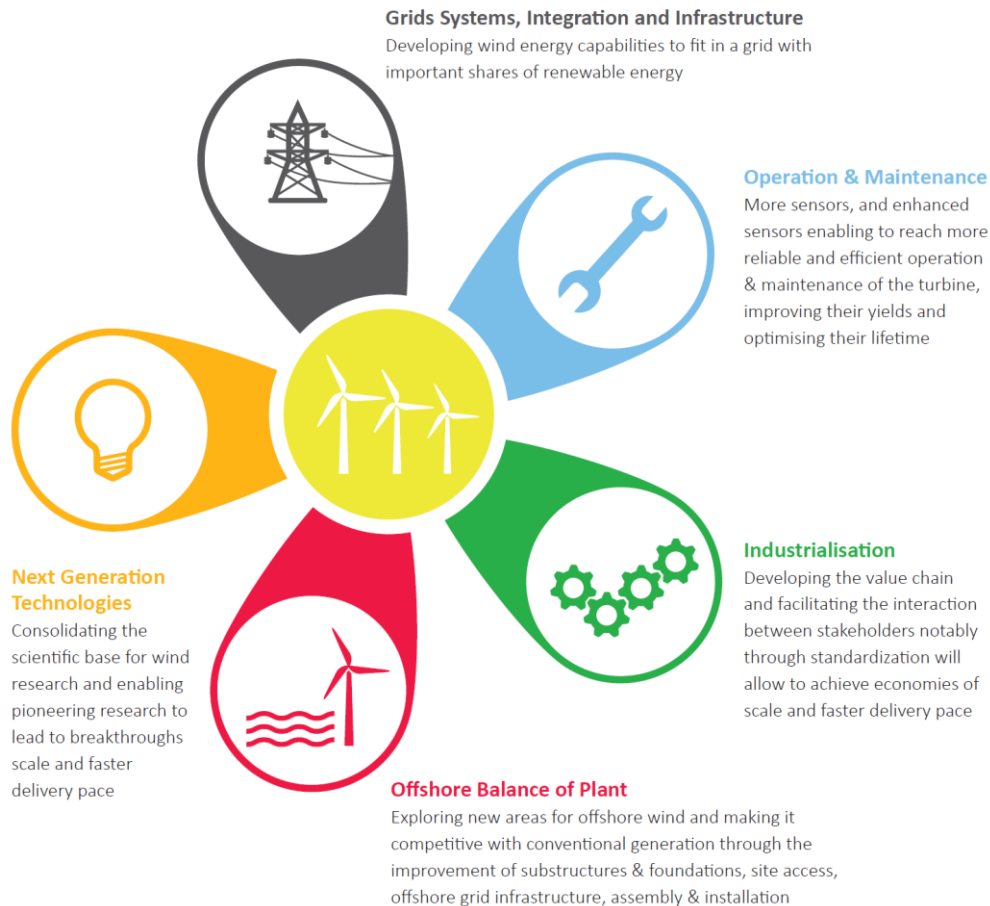 Grids Systems, Integration and Infrastructure
Developing wind energy capabilities to fit in a grid with
important shares of renewable energy
Operation & Maintenance
More sensors, and enhanced
sensors enabling to reach more
reliable and efficient operation
& maintenance of the turbine,
improving their yields and
optimising their lifetime
Industrialisation
Developing the value chain
and facilitating the interaction
between stakeholders notably
through standardization will
allow to achieve economies of
scale and faster delivery pace
Next Generation
Technologies
Consolidating the
scientific base for wind
research and enabling
pioneering research to
lead to breakthroughs
scale and faster
delivery pace
Offshore Balance of Plant
Exploring new areas for offshore wind and making it
competitive with conventional generation through the
improvement of substructures & foundations, site access,
offshore grid infrastructure, assembly & installation